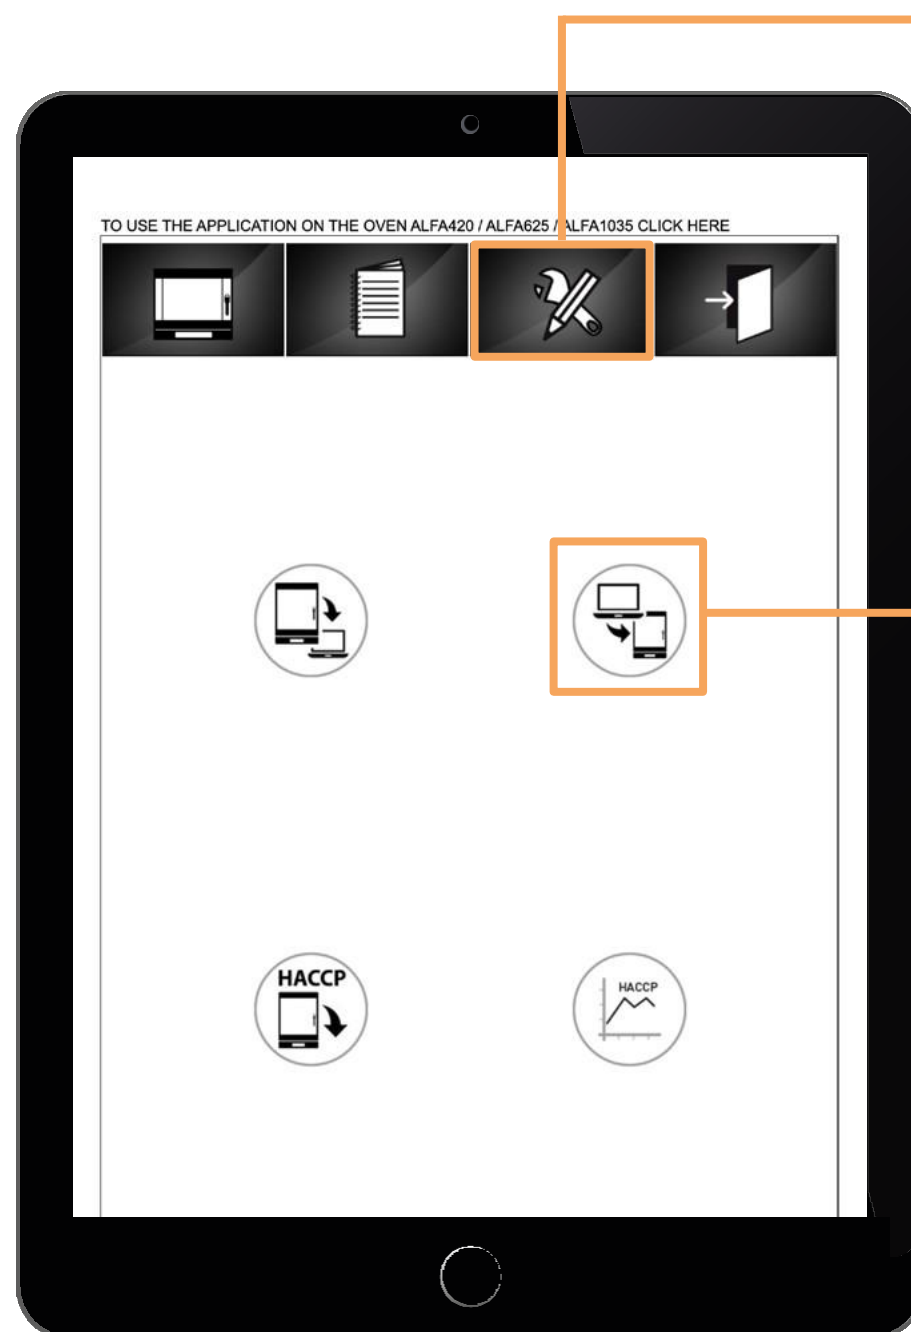 TO USE THE APPLICATION ON THE OVEN ALFA420 / ALFA625 / ALFA1035 CLICK HERE
HACCP
HACCP